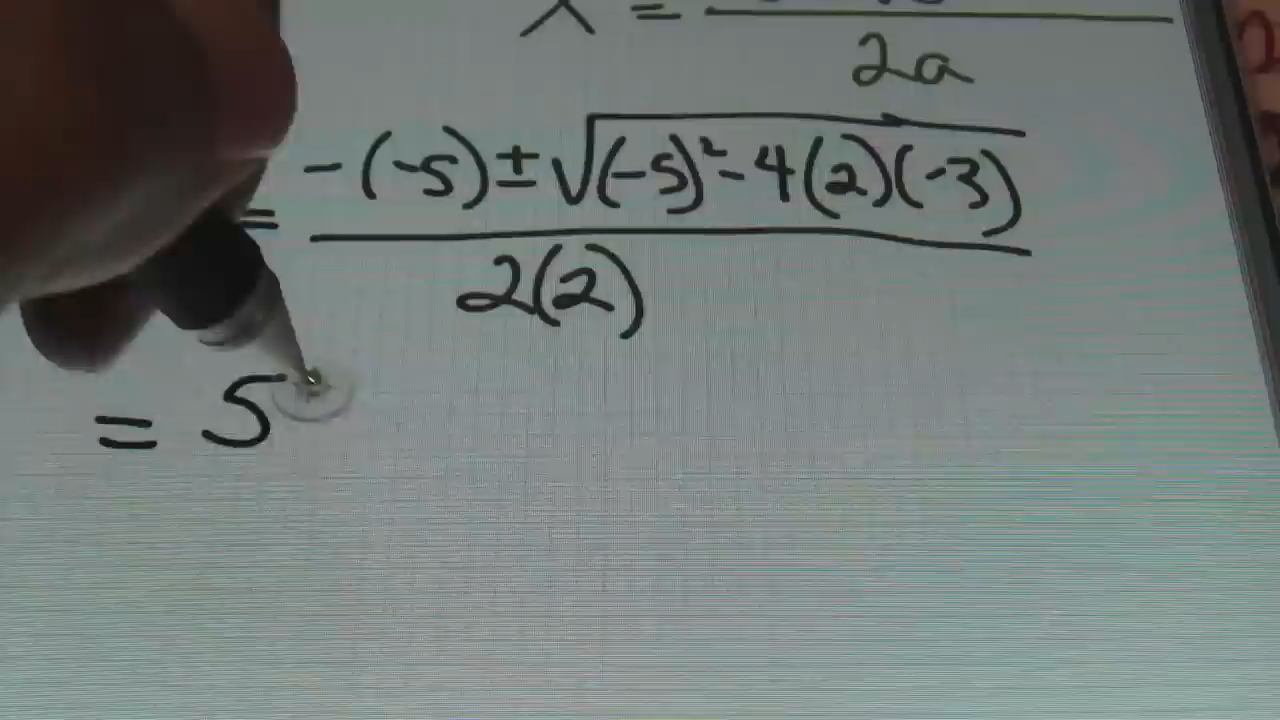 x = 2a
= -(-5) ± √(-5)² - 4(2)(-3)
2(2)
= 5